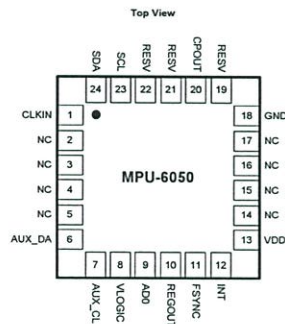 Top View
SDA SCL RESV RESV CPOUT RESV
24 23 22 21 20 19
CLKIN 1 18 GND
NC 2 17 NC
NC 3 16 NC
MPU-6050
NC 4 15 NC
NC 5 14 NC
AUX_DA 6 13 VDD
7 8 9 10 11 12
AUX_CL VLOGIC AD0 REGOUT FSYNC INT